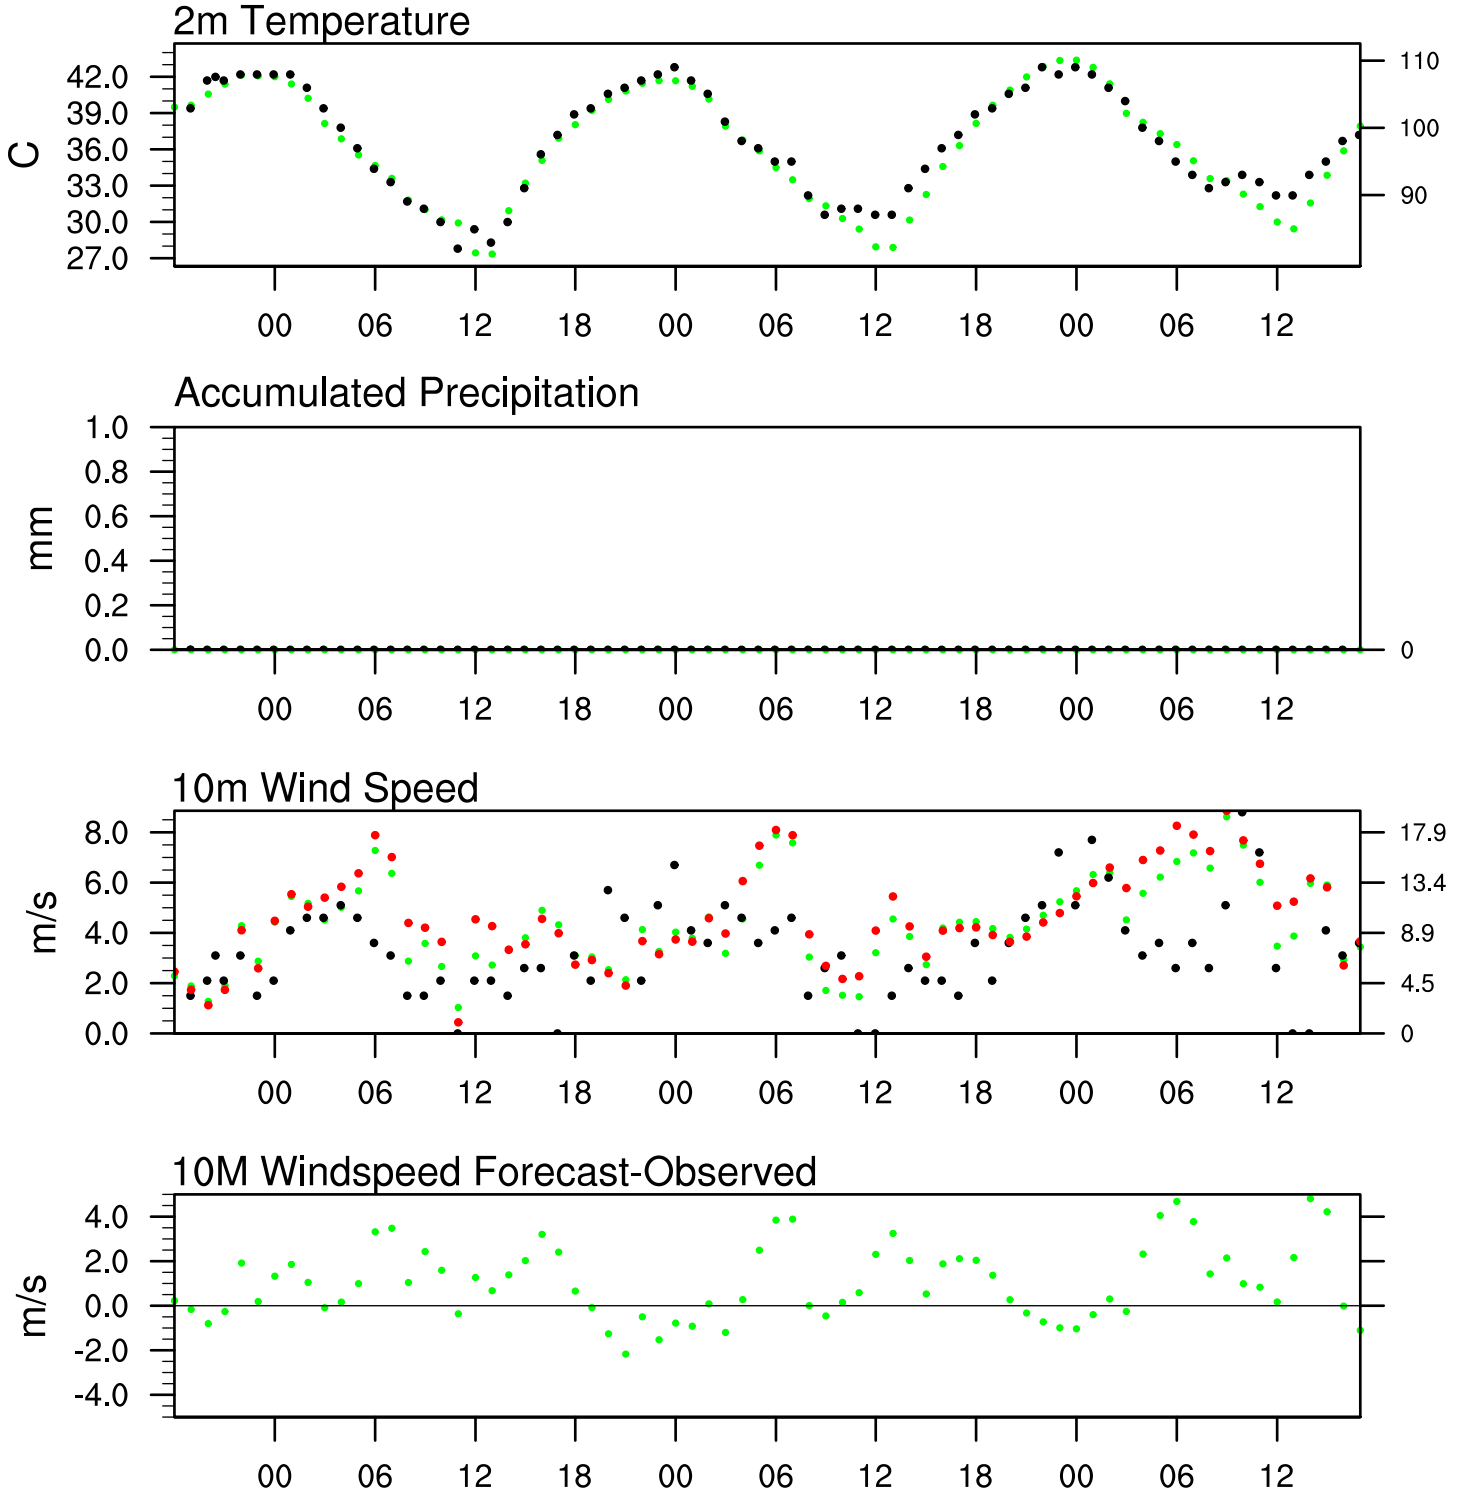 2m Temperature
42.0
39.0
36.0
33.0
30.0
27.0
C
110
100
90
00 06 12 18 00 06 12 18 00 06 12
Accumulated Precipitation
1.0
0.8
0.6
0.4
0.2
0.0
mm
0
00 06 12 18 00 06 12 18 00 06 12
10m Wind Speed
8.0 17.9
6.0 13.4
4.0 8.9
2.0 4.5
0.0 0
m/s
00 06 12 18 00 06 12 18 00 06 12
10M Windspeed Forecast-Observed
4.0
2.0
0.0
-2.0
-4.0
m/s
00 06 12 18 00 06 12 18 00 06 12